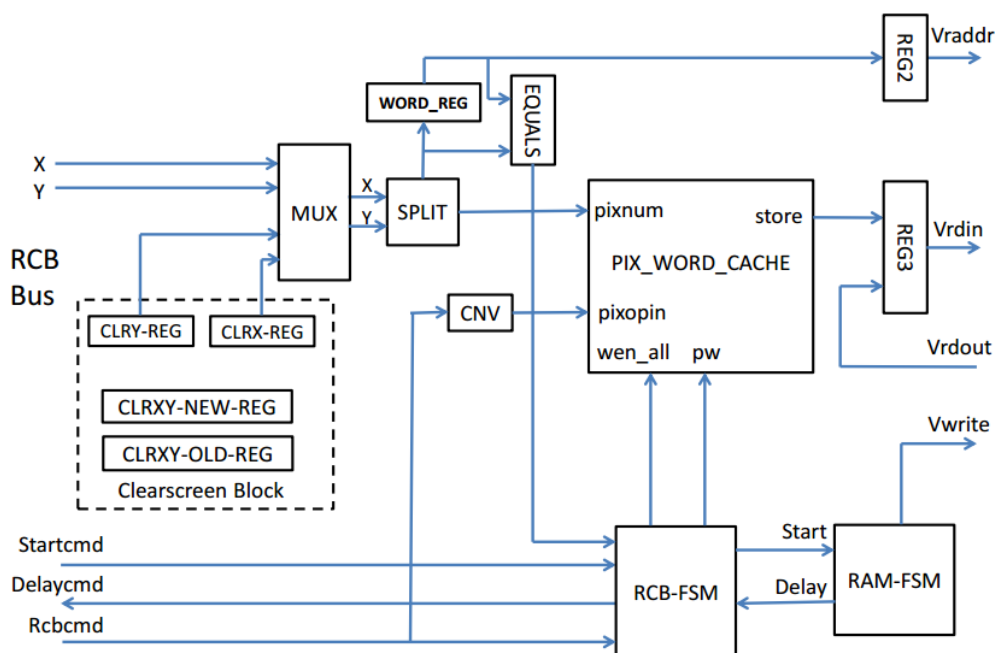 Vraddr
REG2
WORD_REG
EQUALS
X
Y
MUX
X
Y
SPLIT
pixnum
store
PIX_WORD_CACHE
pixopin
wen_all pw
REG3
Vrdin
Vrdout
RCB
Bus
CNV
CLRY-REG
CLRX-REG
CLRXY-NEW-REG
CLRXY-OLD-REG
Clearscreen Block
Vwrite
Startcmd
Delaycmd
Rcbcmd
RCB-FSM
Start
Delay
RAM-FSM